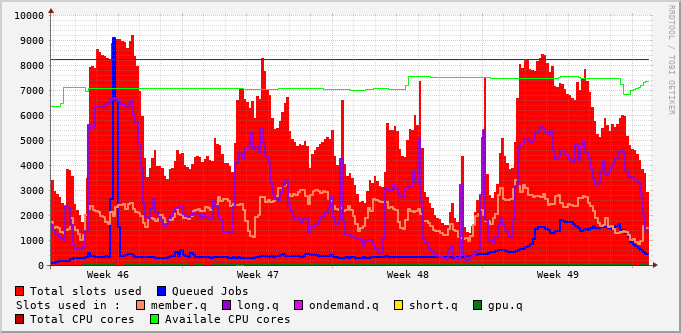 10000
9000
8000
7000
6000
5000
4000
3000
2000
1000
0
Week 46 Week 47 Week 48 Week 49
RRDTOOL / TOBI OETIKER
Total slots used Queued Jobs
Slots used in : member.q long.q ondemand.q short.q gpu.q
Total CPU cores Availale CPU cores